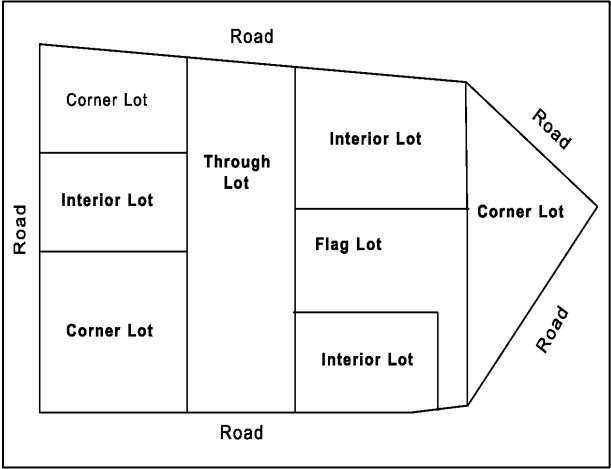 Road
Corner Lot
Road
Interior Lot
Through
Lot
Interior Lot
Corner Lot
Road
Flag Lot
Corner Lot
Interior Lot
Road
Road